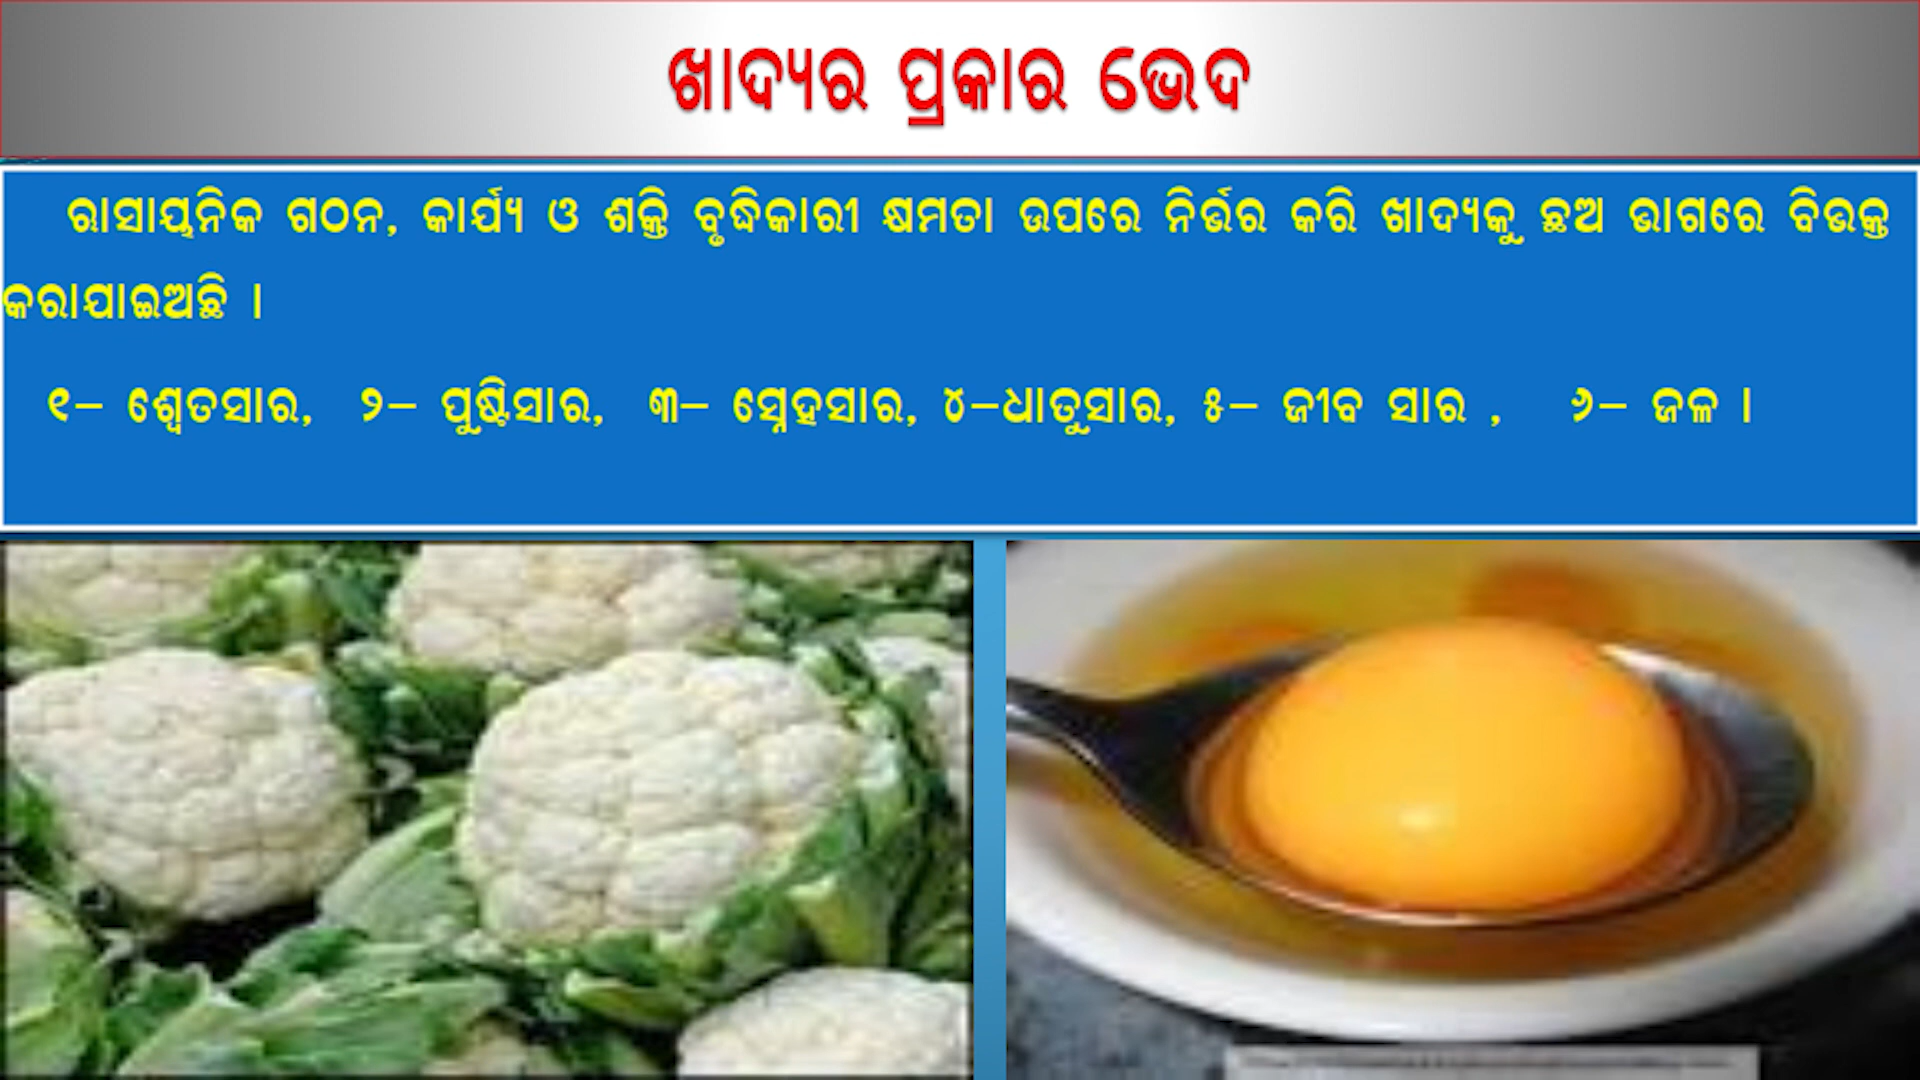 ଖାଦ୍ୟର ପ୍ରକାର ଭେଦ
ରାସାୟନିକ ଗଠନ, କାର୍ଯ୍ୟ ଓ ଶକ୍ତି ବୃଦ୍ଧିକାରୀ କ୍ଷମତା ଉପରେ ନିର୍ଭର କରି ଖାଦ୍ୟକୁ ଛଅ ଭାଗରେ ବିଭକ୍ତ
କରାଯାଇଅଛି ।
୧– ଶ୍ୱେତସାର, ୨– ପୁଷ୍ଟିସାର, ୩– ସ୍ନେହସାର, ୪–ଧାତୁସାର, ୫– ଜୀବ ସାର , ୬– ଜଳ ।